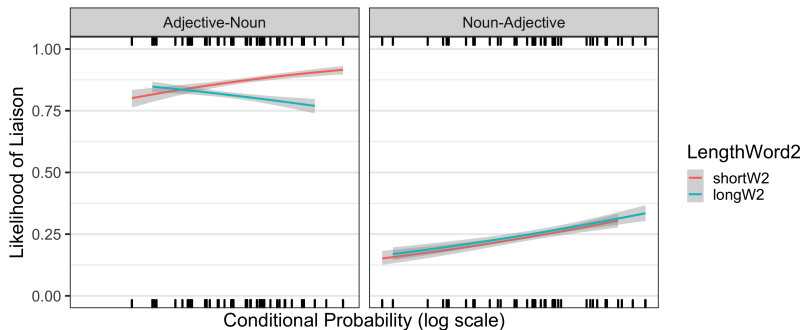 Adjective-Noun
Noun-Adjective
1.00
0.75
0.50
0.25
0.00
Likelihood of Liaison
Conditional Probability (log scale)
LengthWord2
shortW2
longW2